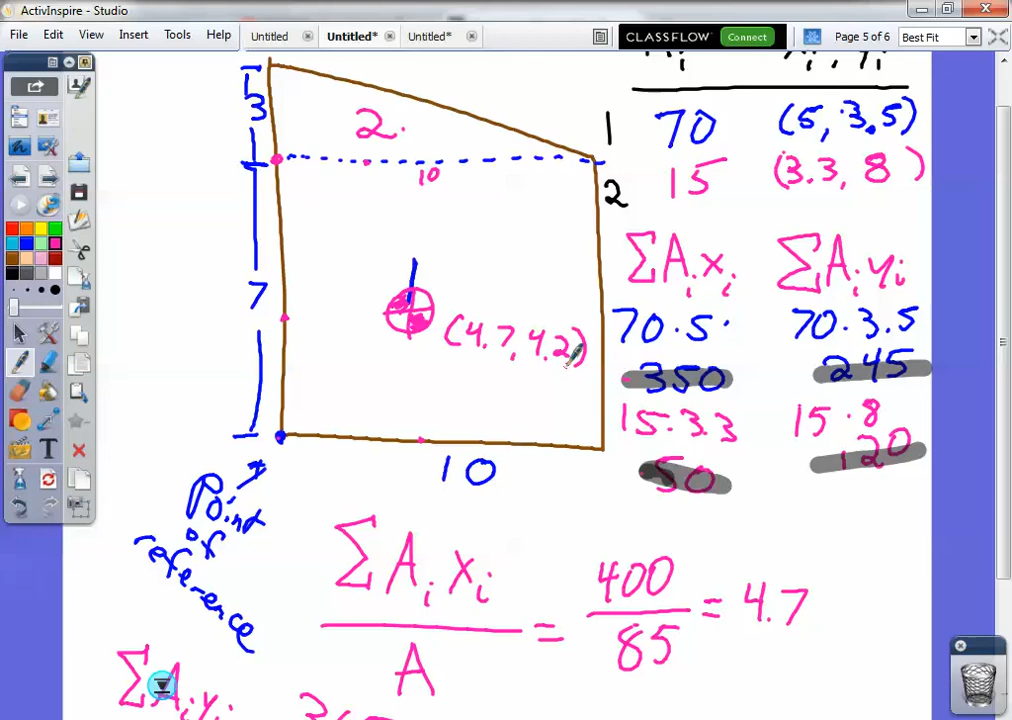 ActivInspire - Studio
File Edit View Insert Tools Help
Untitled Untitled* Untitled*
CLASSFLOW Connect
Page 5 of 6 Best Fit
3
2.
10
1
2
7
(4.7, 4.2)
10
70 (5, 3.5)
15 (3.3, 8)
ΣAᵢxᵢ ΣAᵢyᵢ
70·5 70·3.5
350 245
15·3.3 15·8
50 120
Point
of
reference
ΣAᵢxᵢ / A = 400 / 85 = 4.7
ΣAᵢyᵢ
T